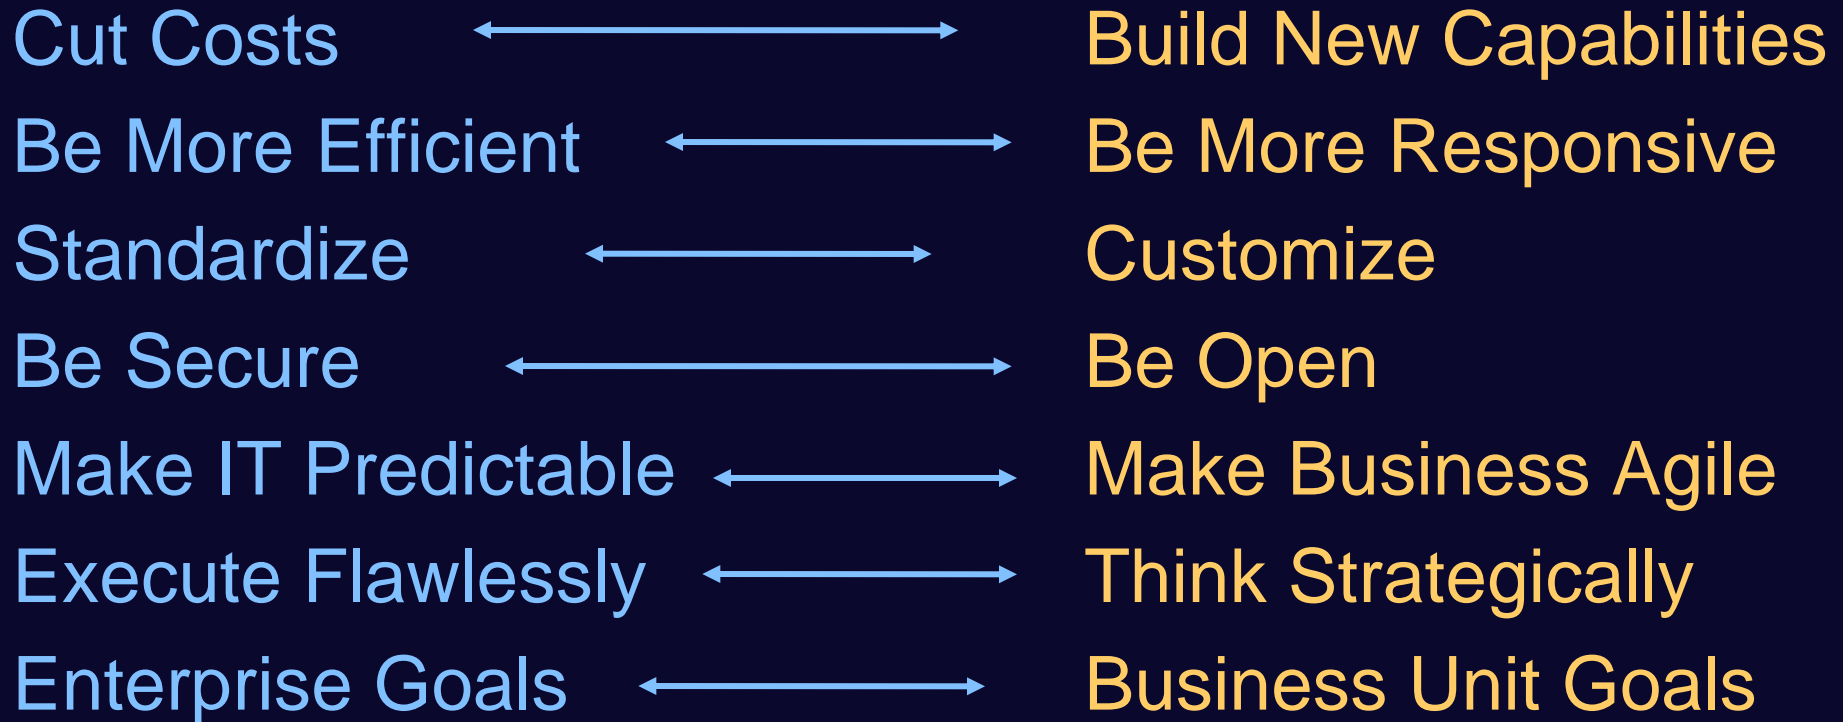 Cut Costs Build New Capabilities
Be More Efficient Be More Responsive
Standardize Customize
Be Secure Be Open
Make IT Predictable Make Business Agile
Execute Flawlessly Think Strategically
Enterprise Goals Business Unit Goals